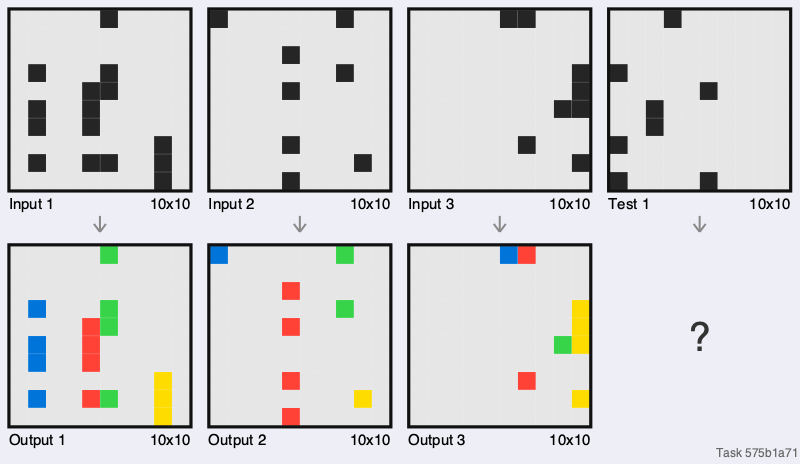 Input 1 10x10
Input 2 10x10
Input 3 10x10
Test 1 10x10
Output 1 10x10
Output 2 10x10
Output 3 10x10
?
Task 575b1a71